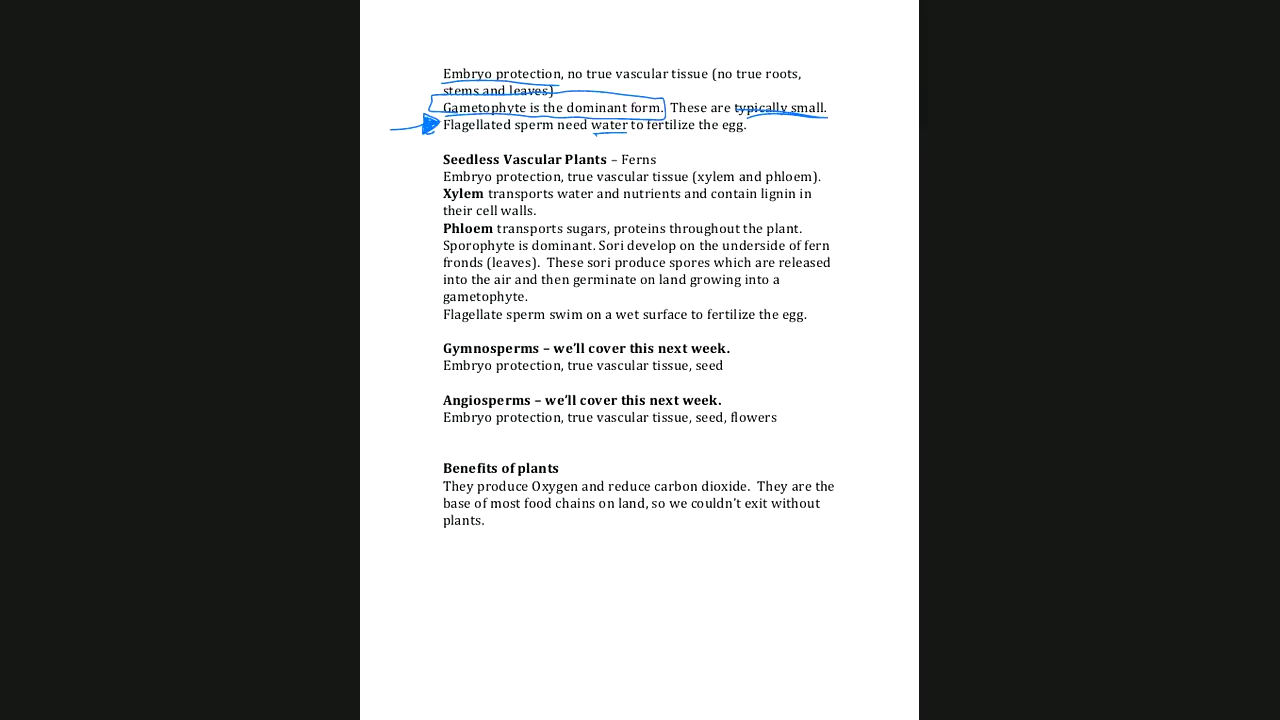 Embryo protection, no true vascular tissue (no true roots,
stems and leaves)
Gametophyte is the dominant form.  These are typically small.
Flagellated sperm need water to fertilize the egg.
Seedless Vascular Plants – Ferns
Embryo protection, true vascular tissue (xylem and phloem).
Xylem transports water and nutrients and contain lignin in
their cell walls.
Phloem transports sugars, proteins throughout the plant.
Sporophyte is dominant. Sori develop on the underside of fern
fronds (leaves).  These sori produce spores which are released
into the air and then germinate on land growing into a
gametophyte.
Flagellate sperm swim on a wet surface to fertilize the egg.
Gymnosperms – we’ll cover this next week.
Embryo protection, true vascular tissue, seed
Angiosperms – we’ll cover this next week.
Embryo protection, true vascular tissue, seed, flowers
Benefits of plants
They produce Oxygen and reduce carbon dioxide.  They are the
base of most food chains on land, so we couldn’t exit without
plants.